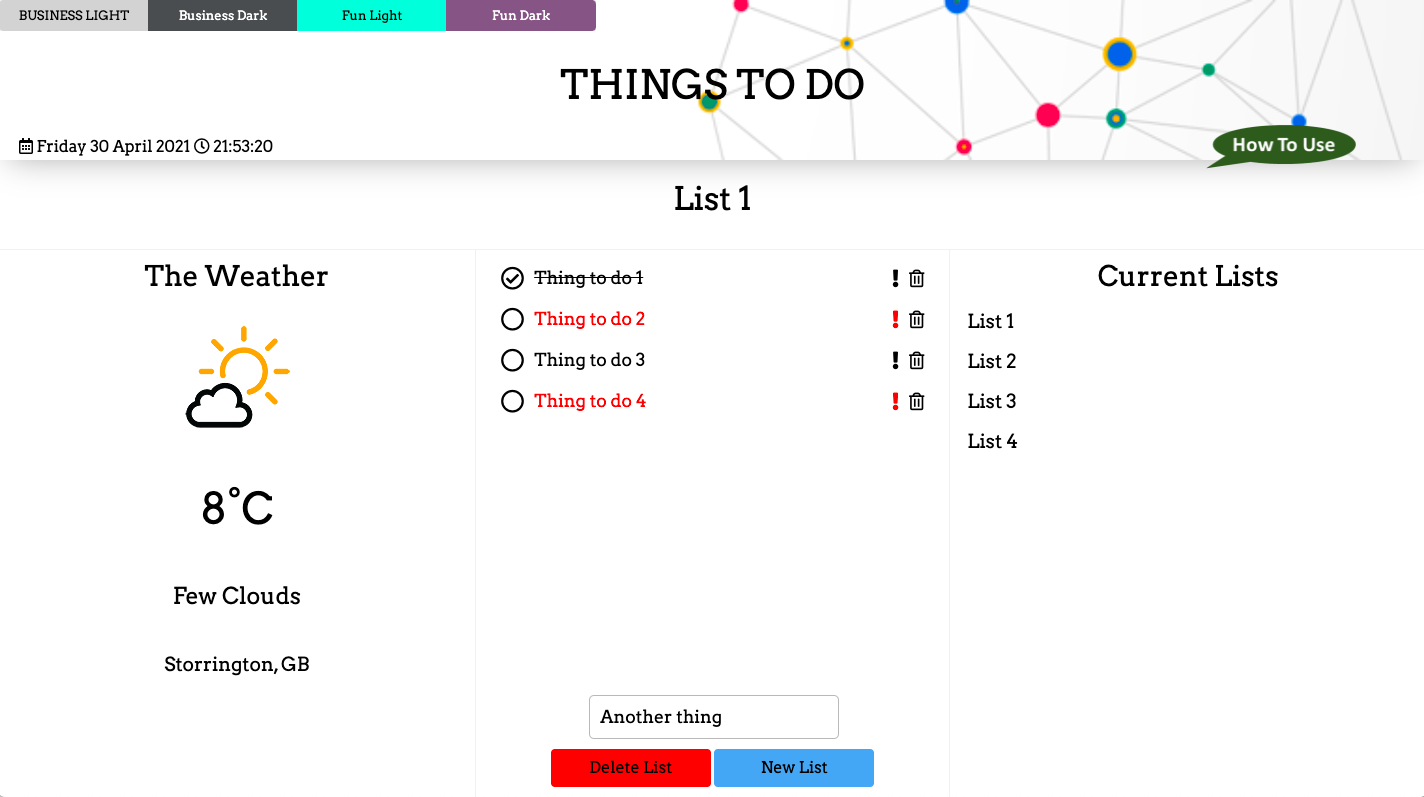 BUSINESS LIGHT Business Dark Fun Light Fun Dark
THINGS TO DO
Friday 30 April 2021 21:53:20
How To Use
List 1
The Weather
8°C
Few Clouds
Storrington, GB
Thing to do 1
Thing to do 2
Thing to do 3
Thing to do 4
Another thing
Delete List New List
Current Lists
List 1
List 2
List 3
List 4